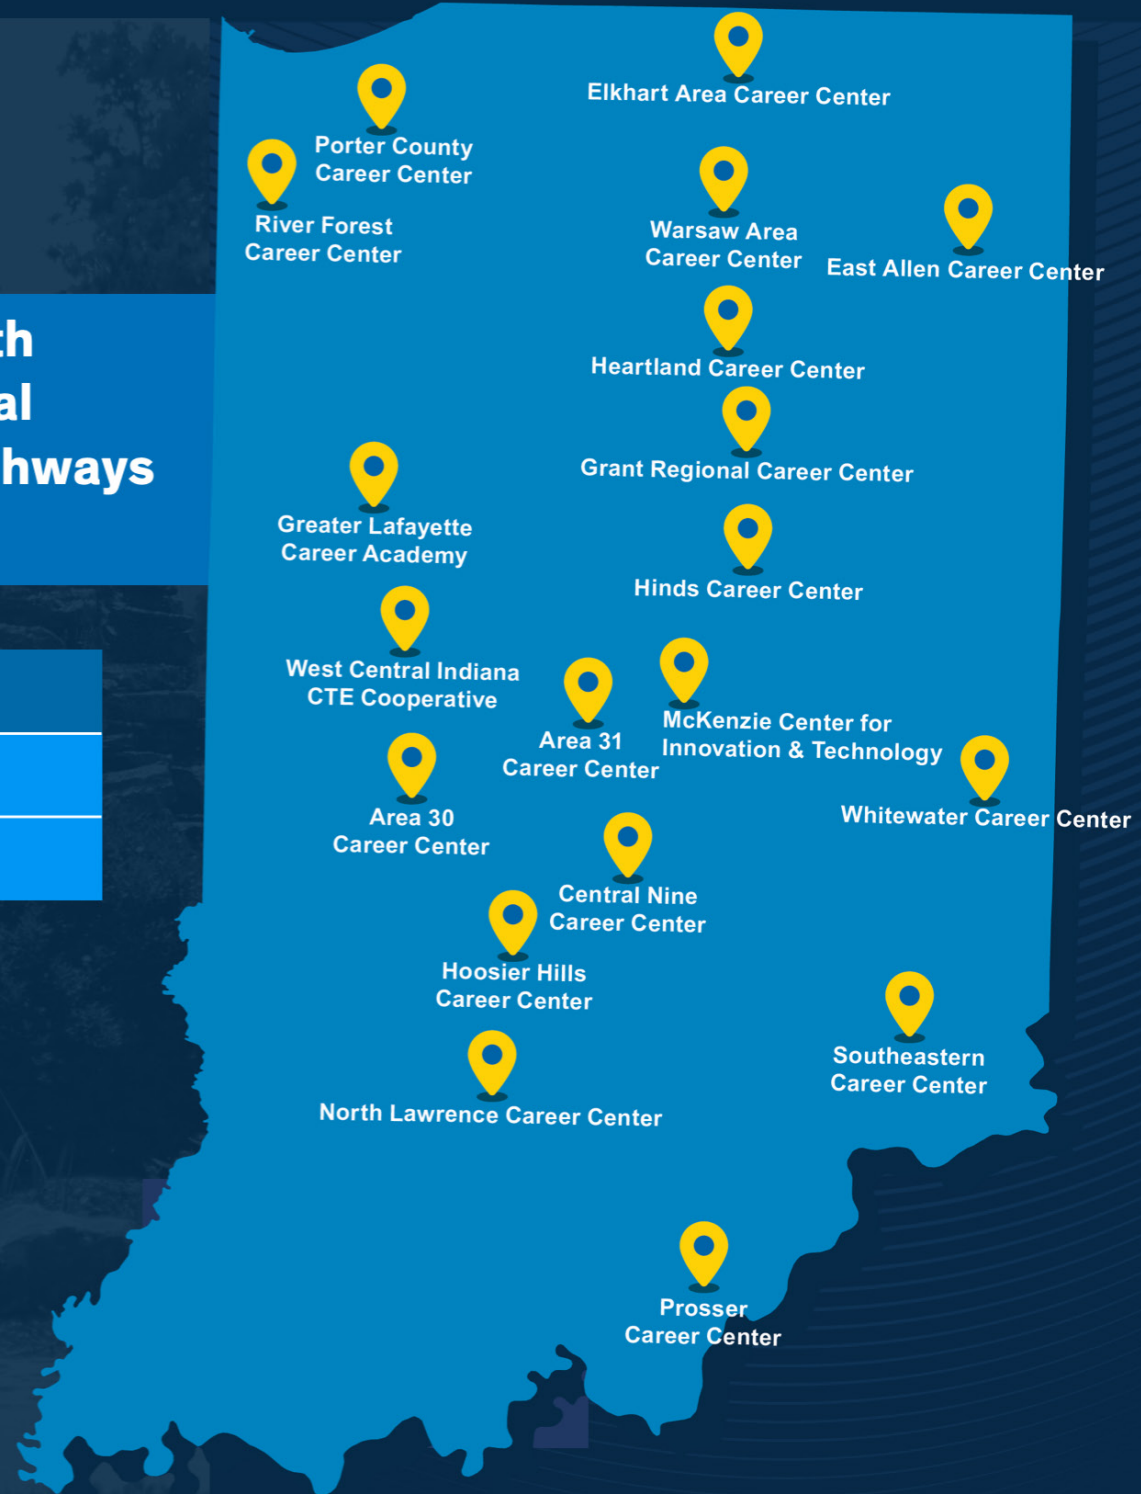 Elkhart Area Career Center
Porter County
Career Center
River Forest
Career Center
Warsaw Area
Career Center
East Allen Career Center
Heartland Career Center
Grant Regional Career Center
Greater Lafayette
Career Academy
Hinds Career Center
West Central Indiana
CTE Cooperative
Area 31
Career Center
McKenzie Center for
Innovation & Technology
Area 30
Career Center
Whitewater Career Center
Central Nine
Career Center
Hoosier Hills
Career Center
Southeastern
Career Center
North Lawrence Career Center
Prosser
Career Center
th
al
hways